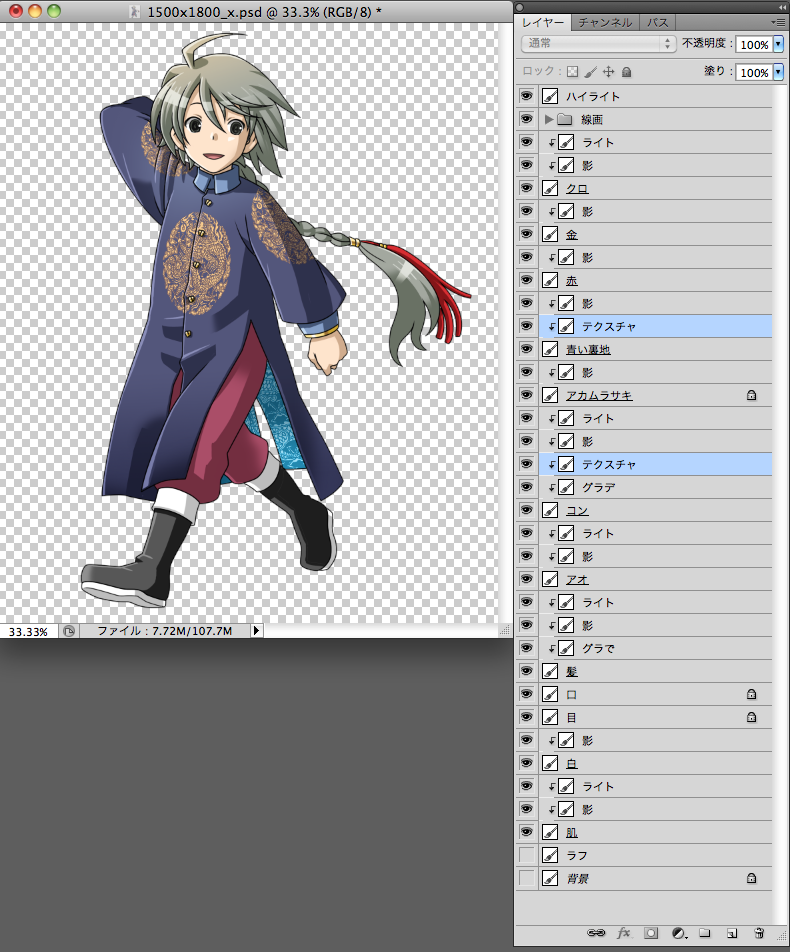 1500x1800_x.psd @ 33.3% (RGB/8) *
33.33%
ファイル : 7.72M/107.7M
レイヤー チャンネル パス
通常 不透明度 : 100%
ロック : 塗り : 100%
ハイライト
線画
ライト
影
クロ
影
金
影
赤
影
テクスチャ
青い裏地
影
アカムラサキ
ライト
影
テクスチャ
グラデ
コン
ライト
影
アオ
ライト
影
グラで
髪
口
目
影
白
ライト
影
肌
ラフ
背景
fx